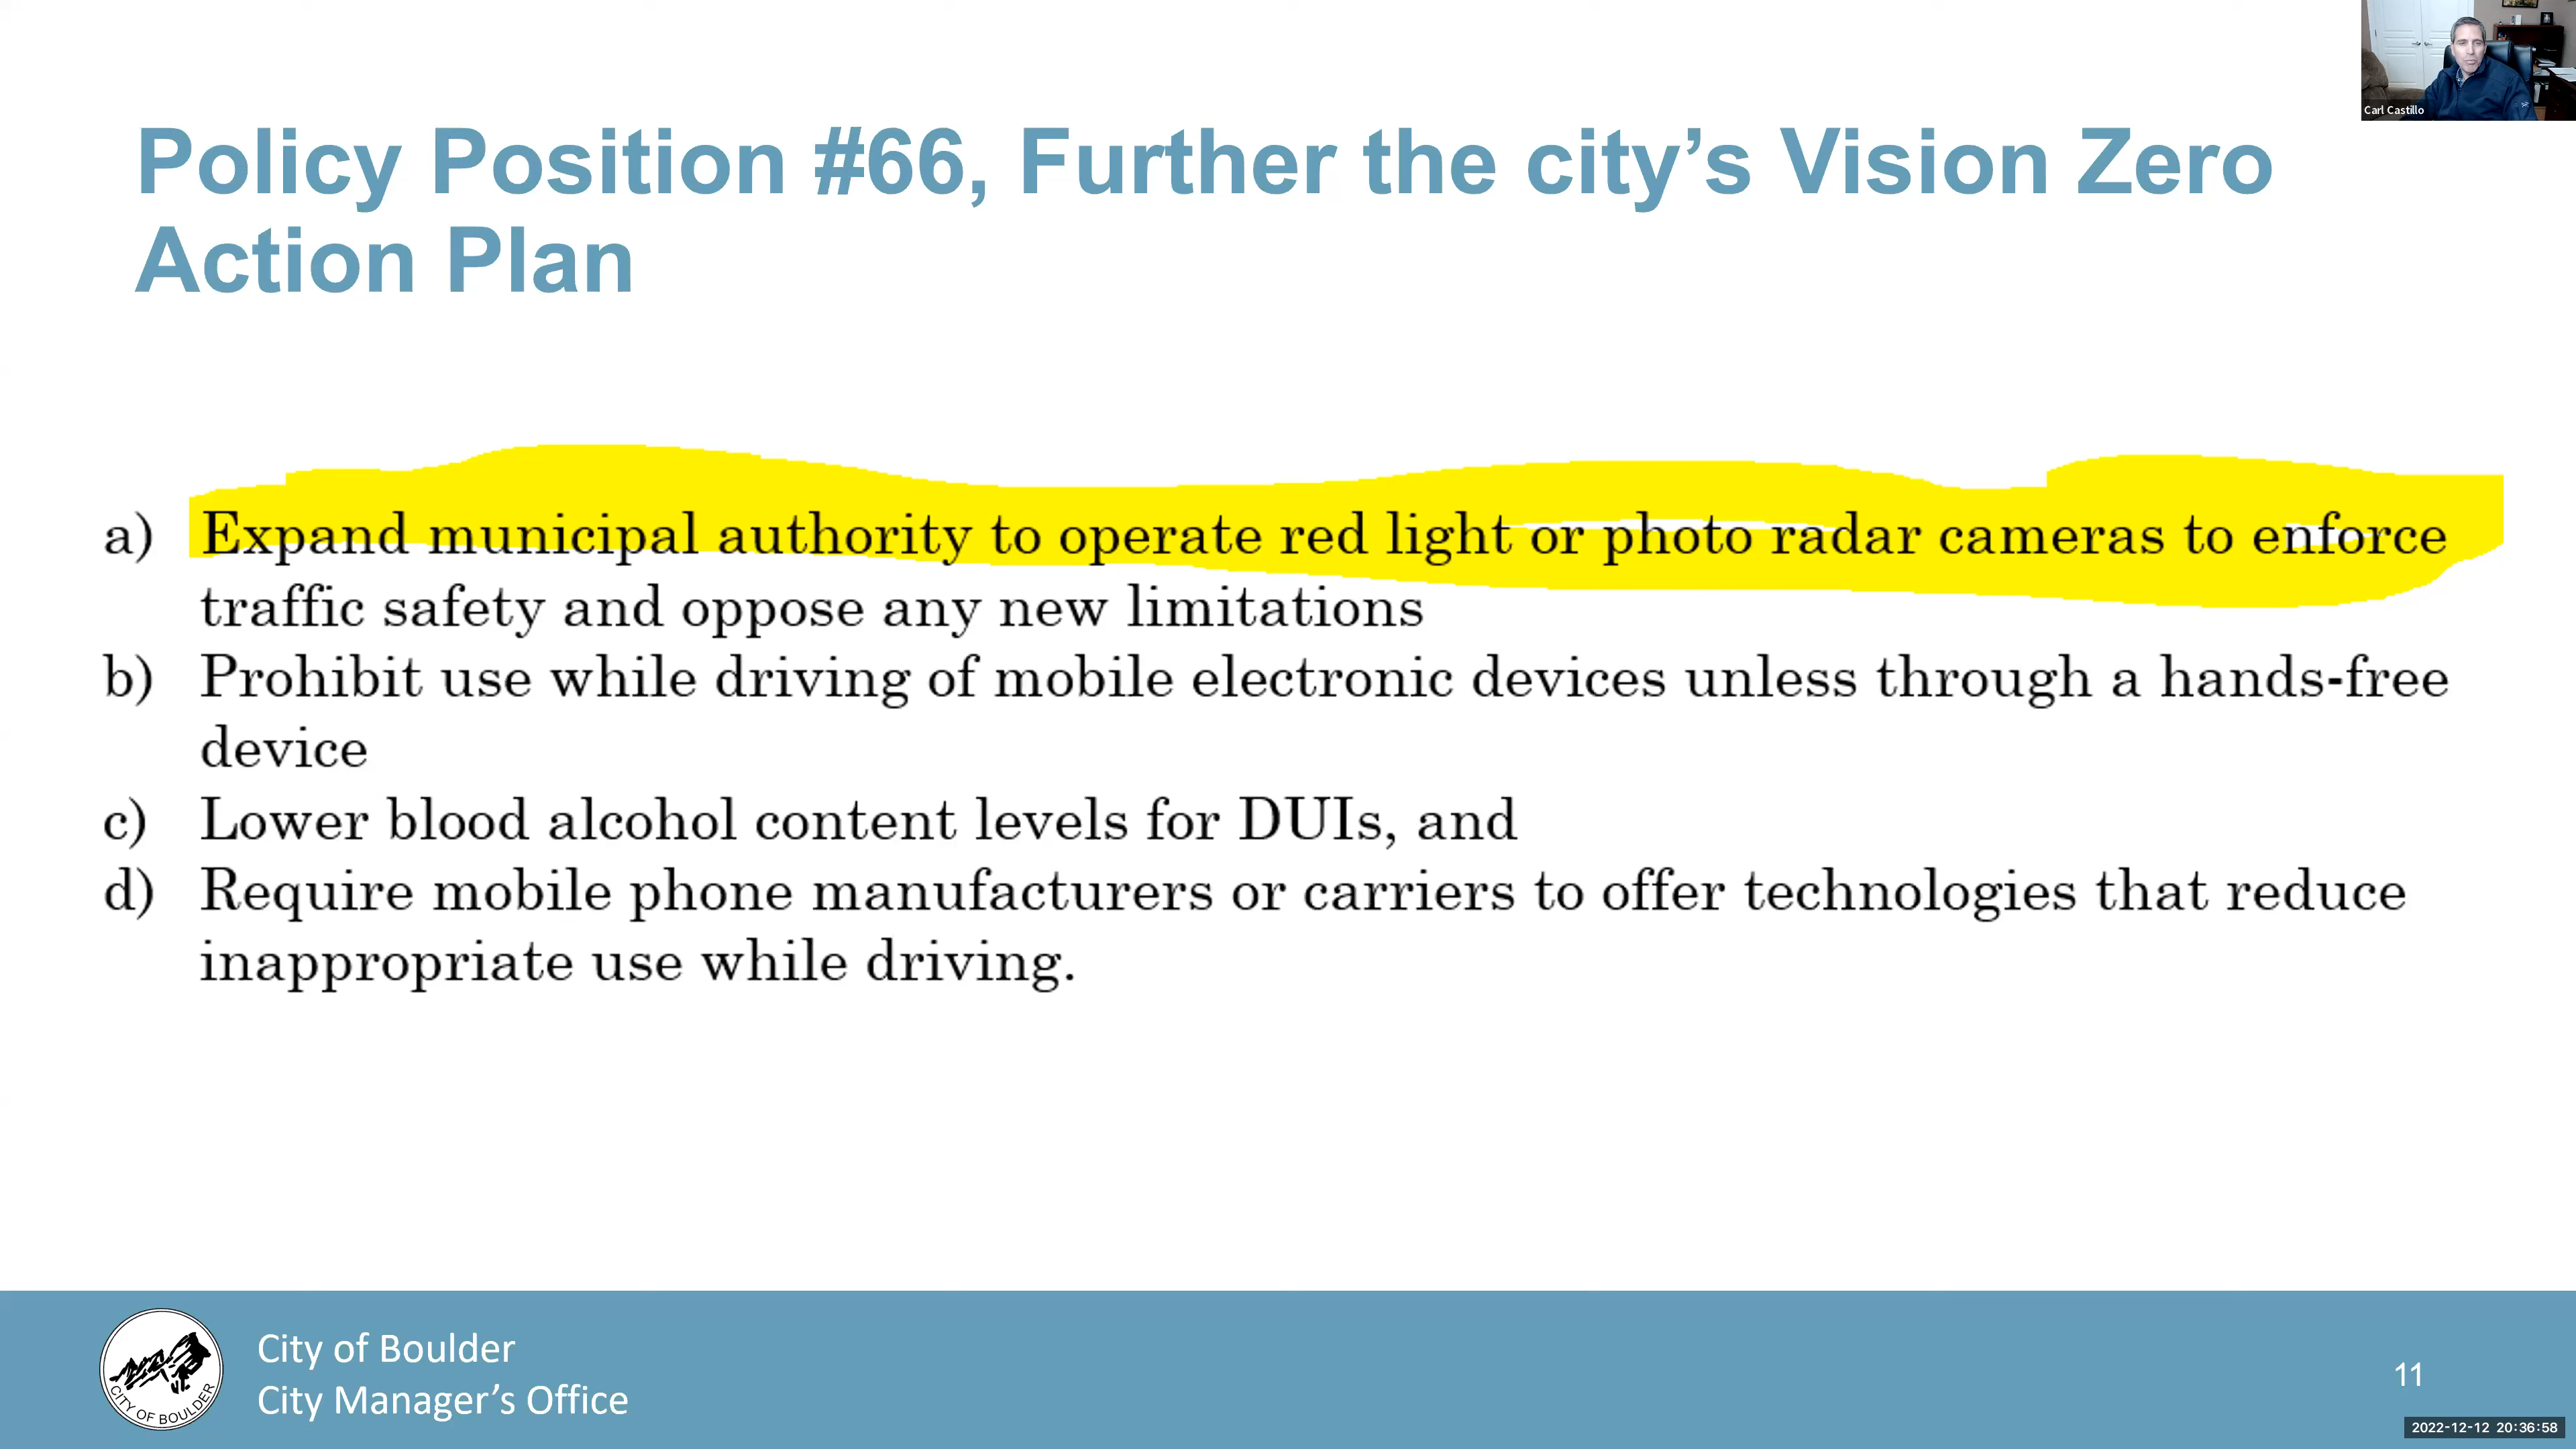 Carl Castillo
Policy Position #66, Further the city’s Vision Zero
Action Plan
a) Expand municipal authority to operate red light or photo radar cameras to enforce
traffic safety and oppose any new limitations
b) Prohibit use while driving of mobile electronic devices unless through a hands-free
device
c) Lower blood alcohol content levels for DUIs, and
d) Require mobile phone manufacturers or carriers to offer technologies that reduce
inappropriate use while driving.
CITY OF BOULDER
City of Boulder
City Manager’s Office
11
2022-12-12 20:36:58